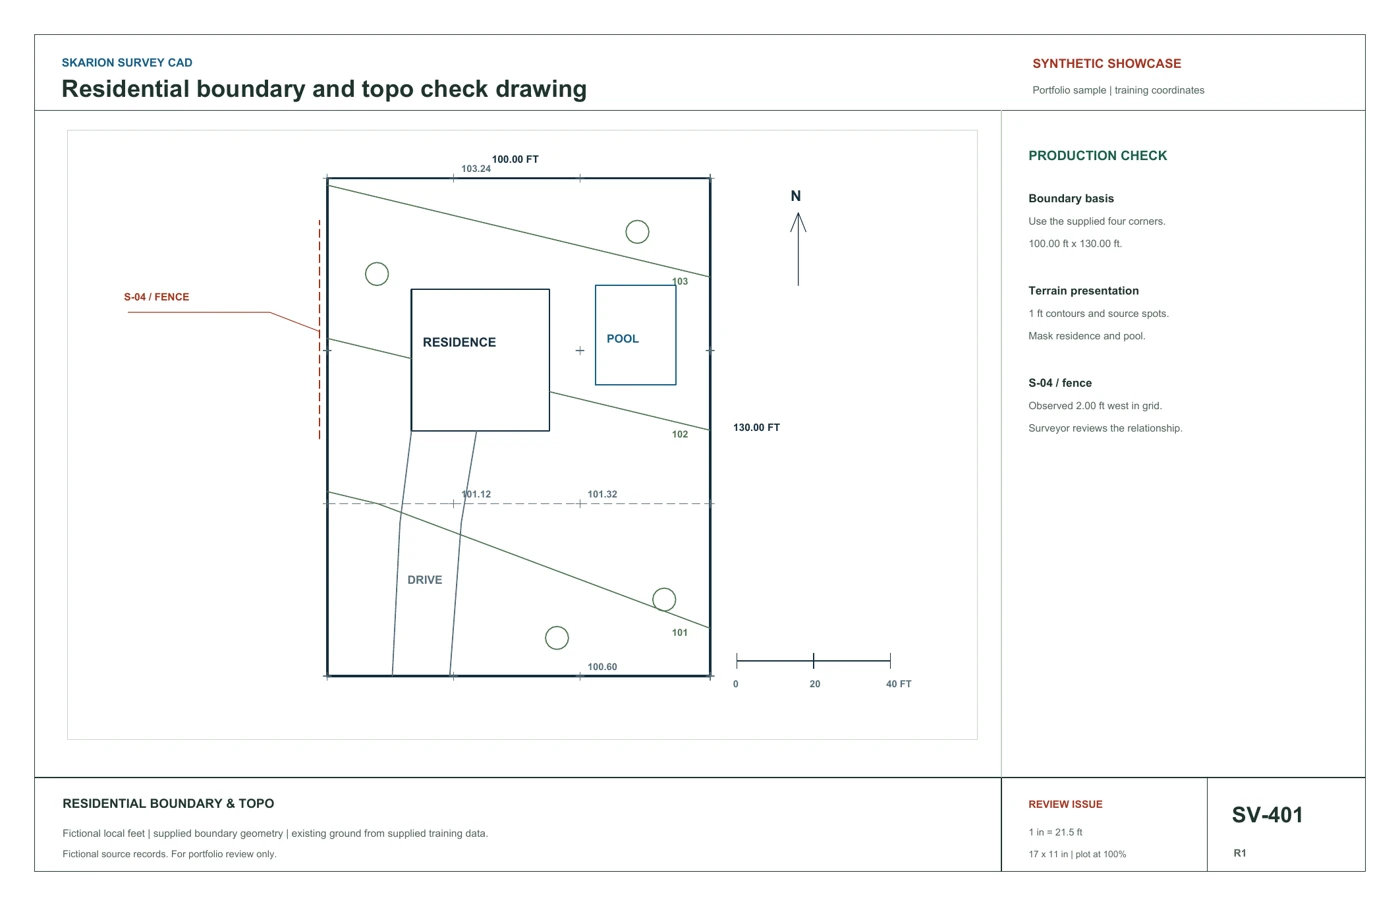 SKARION SURVEY CAD
Residential boundary and topo check drawing
SYNTHETIC SHOWCASE
Portfolio sample | training coordinates
100.00 FT
103.24
N
103
S-04 / FENCE
RESIDENCE
POOL
130.00 FT
102
101.12
101.32
DRIVE
101
100.60
0
20
40 FT
PRODUCTION CHECK
Boundary basis
Use the supplied four corners.
100.00 ft x 130.00 ft.
Terrain presentation
1 ft contours and source spots.
Mask residence and pool.
S-04 / fence
Observed 2.00 ft west in grid.
Surveyor reviews the relationship.
RESIDENTIAL BOUNDARY & TOPO
Fictional local feet | supplied boundary geometry | existing ground from supplied training data.
Fictional source records. For portfolio review only.
REVIEW ISSUE
1 in = 21.5 ft
17 x 11 in | plot at 100%
SV-401
R1